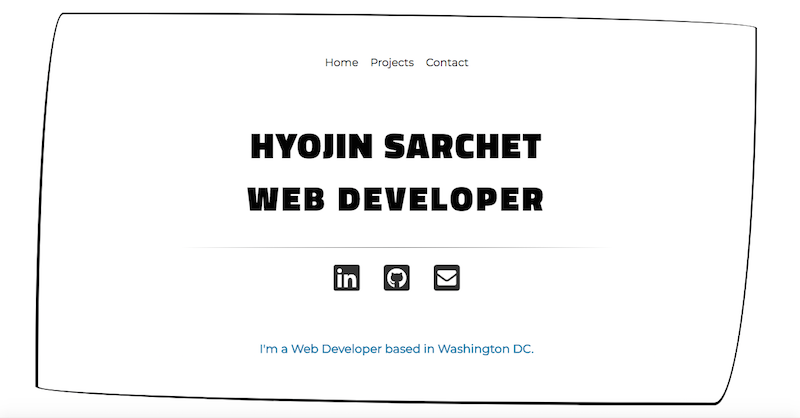 Home Projects Contact
HYOJIN SARCHET
WEB DEVELOPER
in
I'm a Web Developer based in Washington DC.